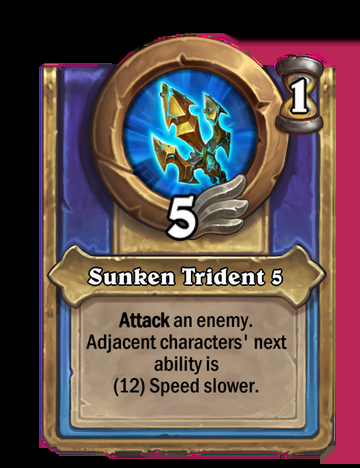 1
5
Sunken Trident 5
Attack an enemy.
Adjacent characters' next
ability is
(12) Speed slower.